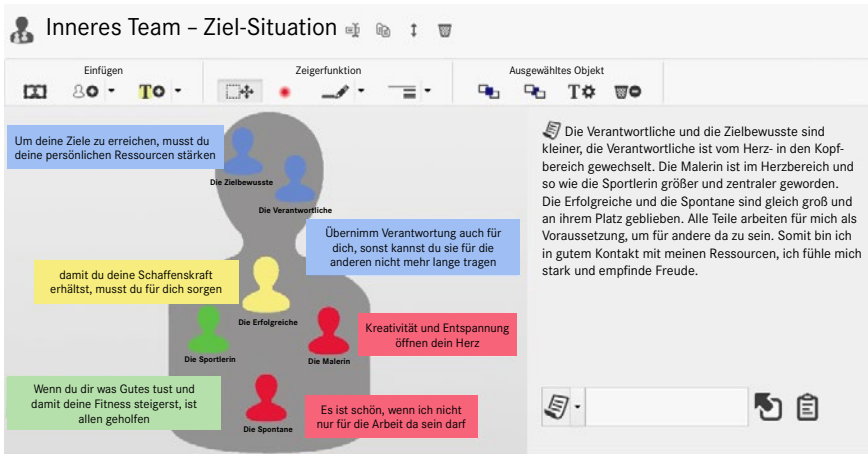 Inneres Team – Ziel-Situation
Einfügen
Zeigerfunktion
Ausgewähltes Objekt
Um deine Ziele zu erreichen, musst du
deine persönlichen Ressourcen stärken
Die Zielbewusste
Die Verantwortliche
Übernimm Verantwortung auch für
dich, sonst kannst du sie für die
anderen nicht mehr lange tragen
damit du deine Schaffenskraft
erhältst, musst du für dich sorgen
Die Erfolgreiche
Die Sportlerin
Kreativität und Entspannung
öffnen dein Herz
Die Malerin
Wenn du dir was Gutes tust und
damit deine Fitness steigerst, ist
allen geholfen
Die Spontane
Es ist schön, wenn ich nicht
nur für die Arbeit da sein darf
Die Verantwortliche und die Zielbewusste sind
kleiner, die Verantwortliche ist vom Herz- in den Kopf-
bereich gewechselt. Die Malerin ist im Herzbereich und
so wie die Sportlerin größer und zentraler geworden.
Die Erfolgreiche und die Spontane sind gleich groß und
an ihrem Platz geblieben. Alle Teile arbeiten für mich als
Voraussetzung, um für andere da zu sein. Somit bin ich
in gutem Kontakt mit meinen Ressourcen, ich fühle mich
stark und empfinde Freude.